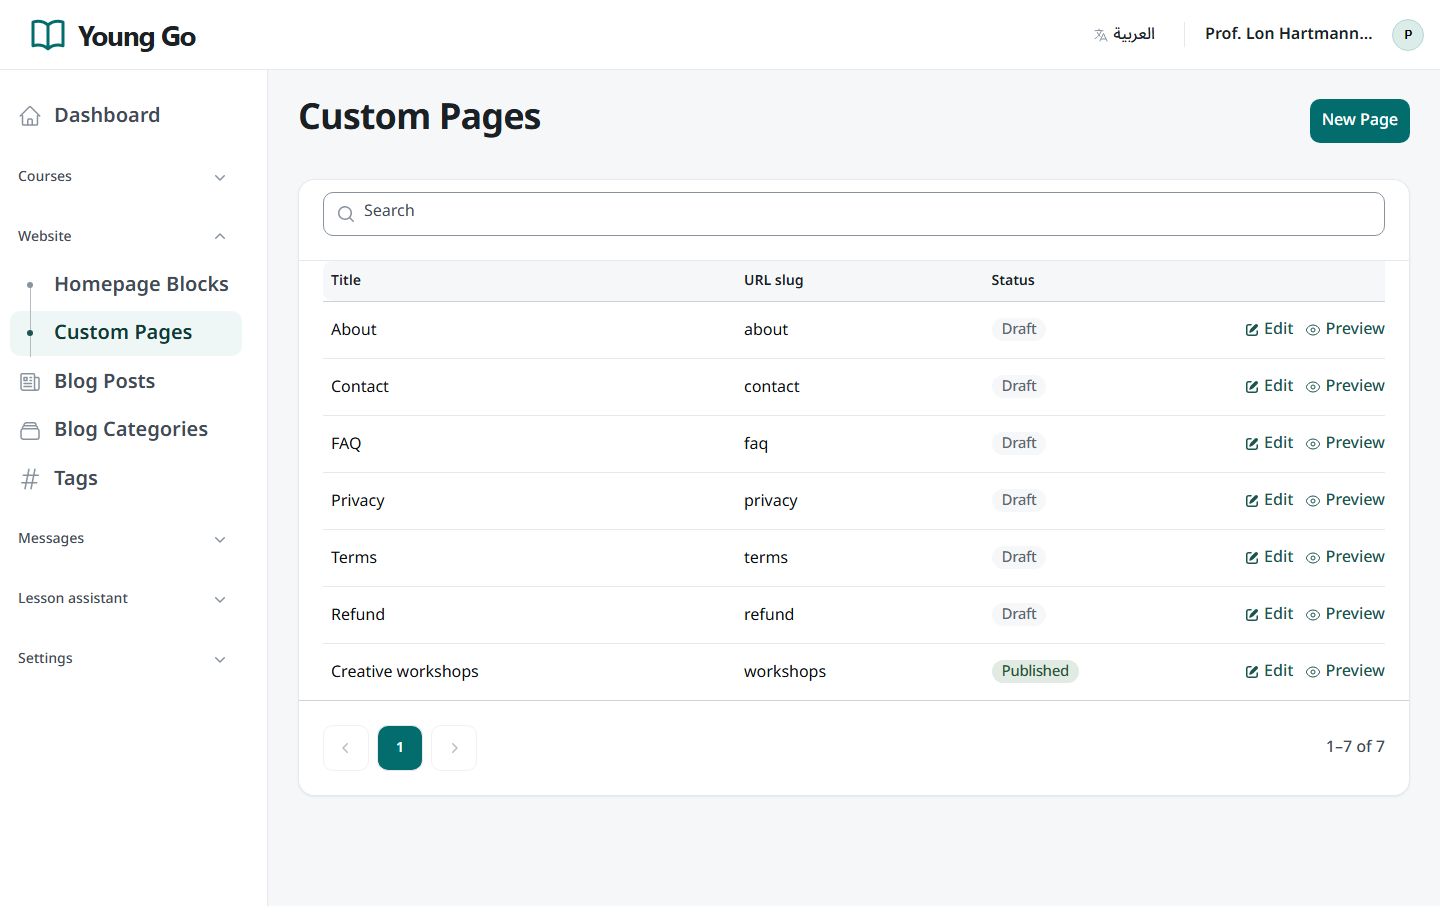 Young Go
العربية
Prof. Lon Hartmann...
P
Dashboard
Courses
Website
Homepage Blocks
Custom Pages
Blog Posts
Blog Categories
Tags
Messages
Lesson assistant
Settings
Custom Pages
New Page
Search
Title URL slug Status
About about Draft Edit Preview
Contact contact Draft Edit Preview
FAQ faq Draft Edit Preview
Privacy privacy Draft Edit Preview
Terms terms Draft Edit Preview
Refund refund Draft Edit Preview
Creative workshops workshops Published Edit Preview
1
1–7 of 7